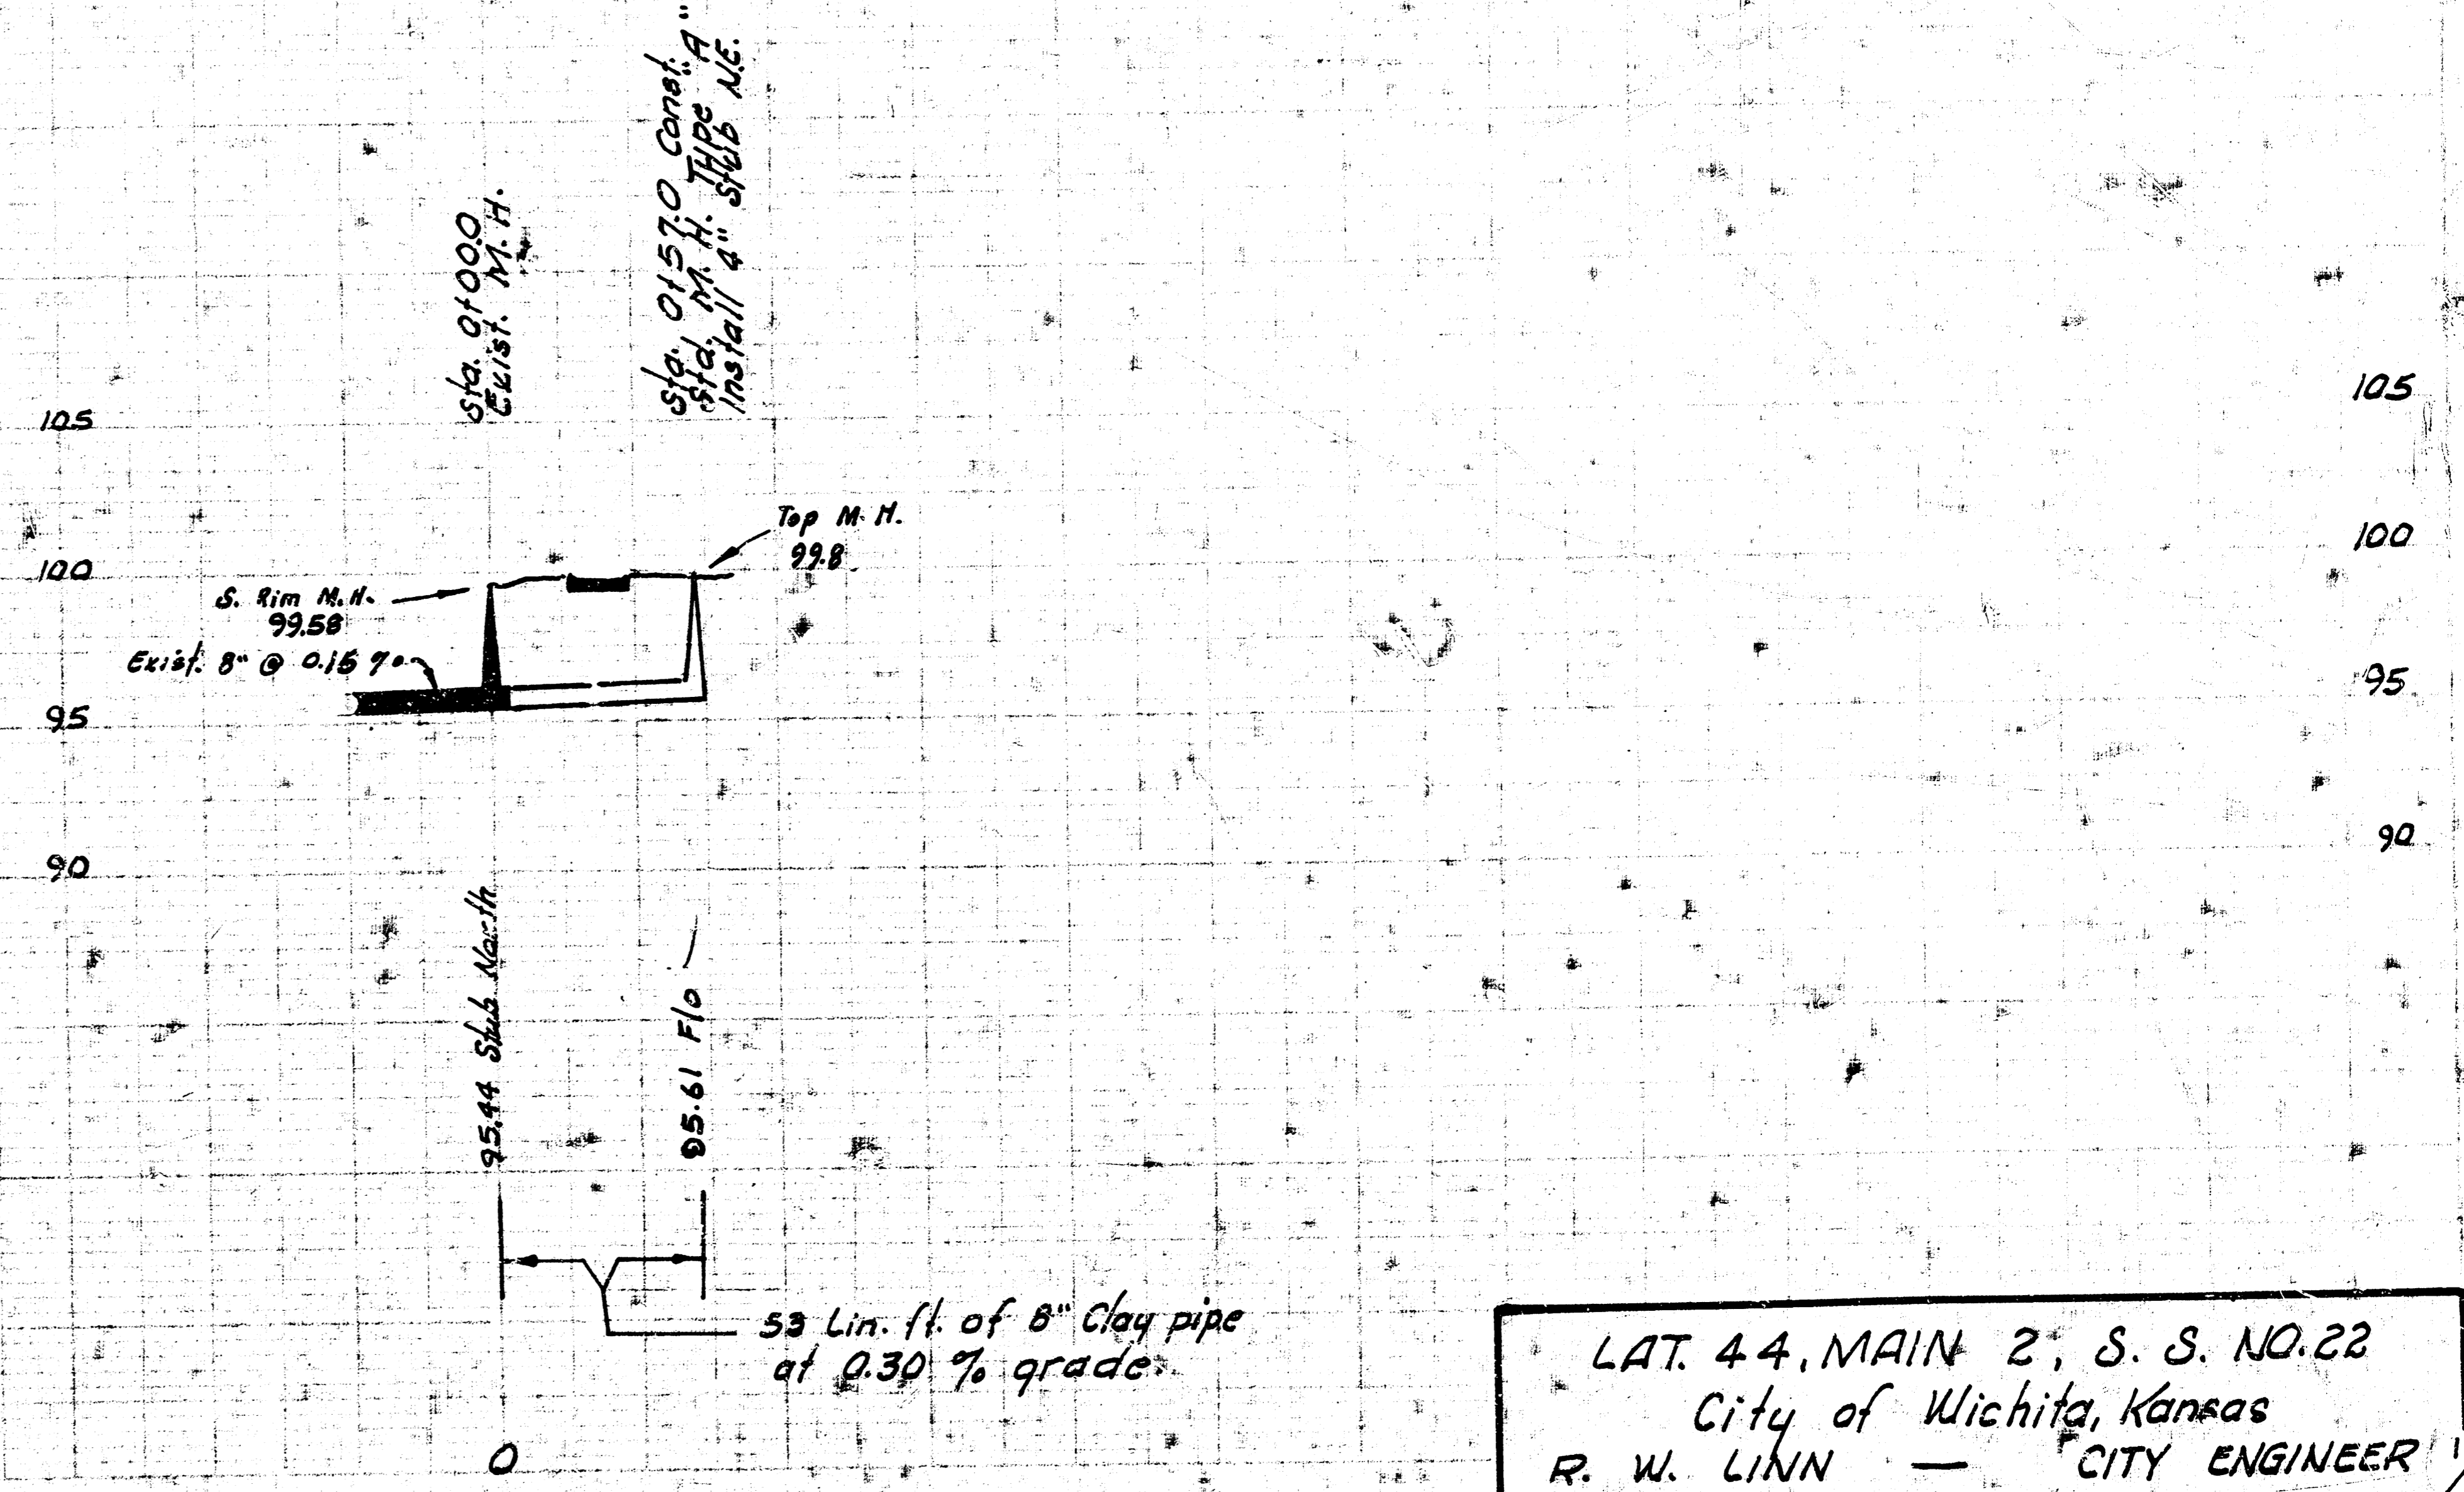 Sta. 0+00.0
Exist. M.H.
Sta. 0+57.0 Const.
Std. M.H. Type "A"
Install 4" Stub N.E.
105
105
Top M.H.
99.8
100
100
S. Rim M.H.
99.58
Exist. 8" @ 0.15 %
95
95
90
90
95.44 Stub North
95.61 Flo.
53 Lin. ft. of 8" Clay pipe
at 0.30 % grade.
0
LAT. 44, MAIN 2, S. S. NO. 22
City of Wichita, Kansas
R. W. LINN — CITY ENGINEER